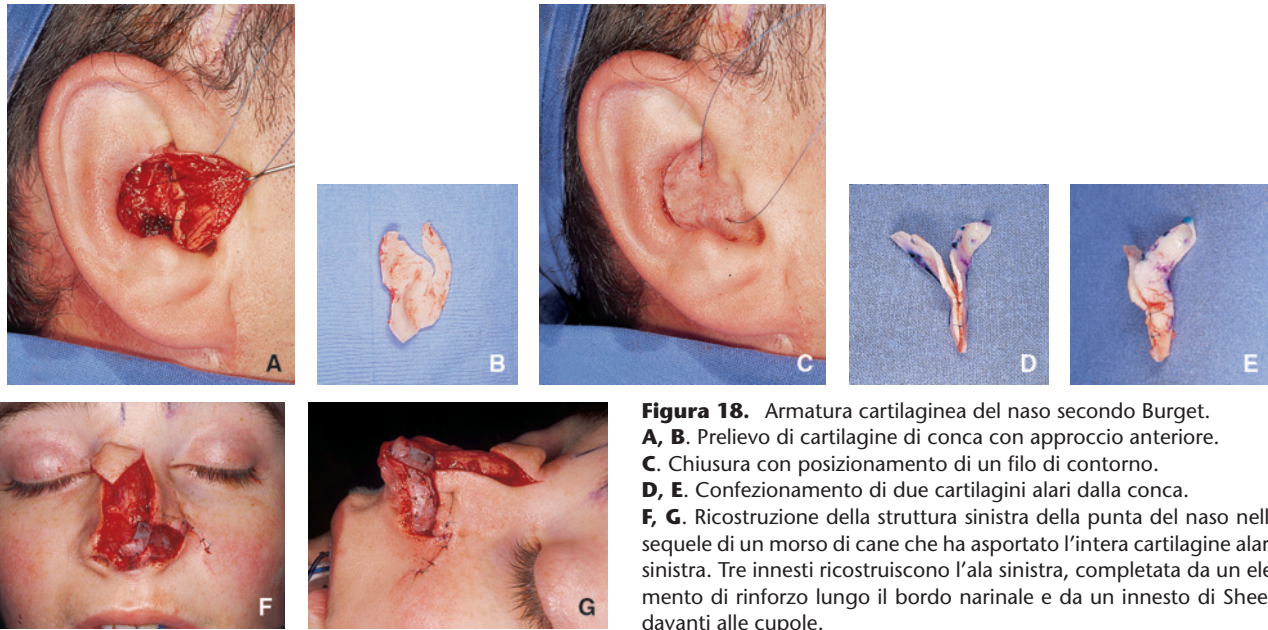 A
B
C
D
E
F
G
Figura 18. Armatura cartilaginea del naso secondo Burget.
A, B. Prelievo di cartilagine di conca con approccio anteriore.
C. Chiusura con posizionamento di un filo di contorno.
D, E. Confezionamento di due cartilagini alari dalla conca.
F, G. Ricostruzione della struttura sinistra della punta del naso nell
sequele di un morso di cane che ha asportato l'intera cartilagine alar
sinistra. Tre innesti ricostruiscono l'ala sinistra, completata da un ele
mento di rinforzo lungo il bordo narinale e da un innesto di Shee
davanti alle cupole.